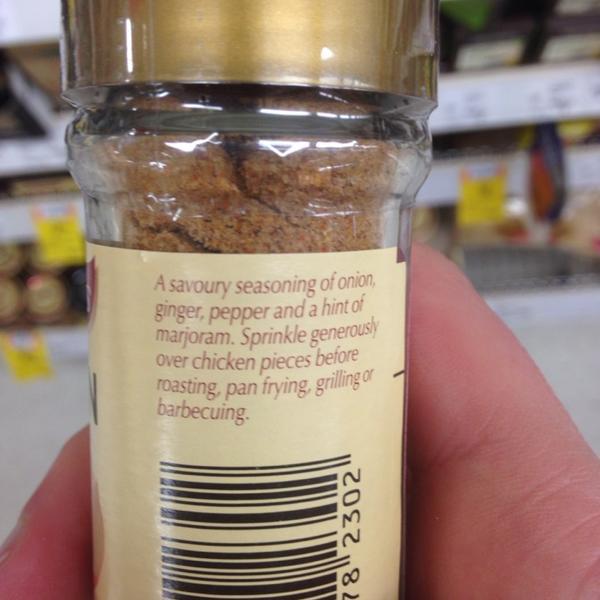 A savoury seasoning of onion,
ginger, pepper and a hint of
marjoram. Sprinkle generously
over chicken pieces before
roasting, pan frying, grilling or
barbecuing.
N
78 2302